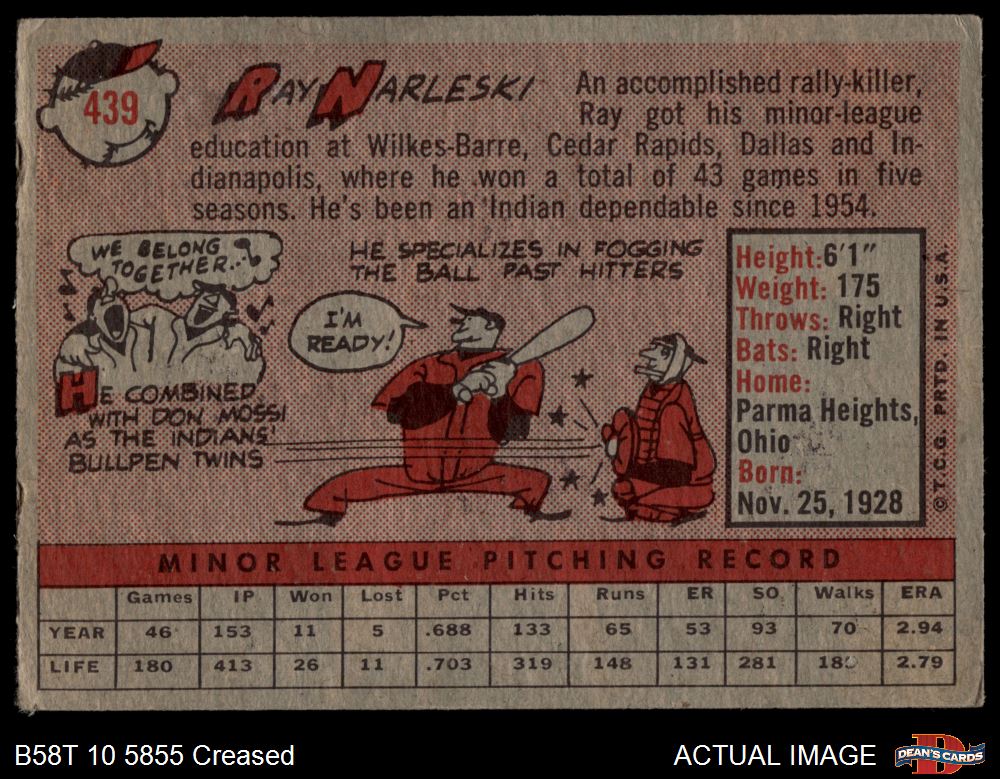 439
RAY NARLESKI
An accomplished rally-killer,
Ray got his minor-league
education at Wilkes-Barre, Cedar Rapids, Dallas and In-
dianapolis, where he won a total of 43 games in five
seasons. He's been an Indian dependable since 1954.
WE BELONG
TOGETHER..
HE COMBINED
WITH DON MOSSI
AS THE INDIANS'
BULLPEN TWINS
HE SPECIALIZES IN FOGGING
THE BALL PAST HITTERS
I'M
READY!
Height: 6'1"
Weight: 175
Throws: Right
Bats: Right
Home:
Parma Heights,
Ohio
Born:
Nov. 25, 1928
© T.C.G. PRTD. IN U.S.A.
MINOR LEAGUE PITCHING RECORD
Games IP Won Lost Pct Hits Runs ER SO Walks ERA
YEAR 46 153 11 5 .688 133 65 53 93 70 2.94
LIFE 180 413 26 11 .703 319 148 131 281 2.79
B58T 10 5855 Creased
ACTUAL IMAGE
DEAN'S CARDS